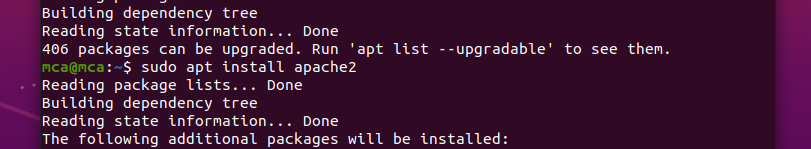 Building dependency tree
Reading state information... Done
406 packages can be upgraded. Run 'apt list --upgradable' to see them.
mca@mca:~$ sudo apt install apache2
Reading package lists... Done
Building dependency tree
Reading state information... Done
The following additional packages will be installed: